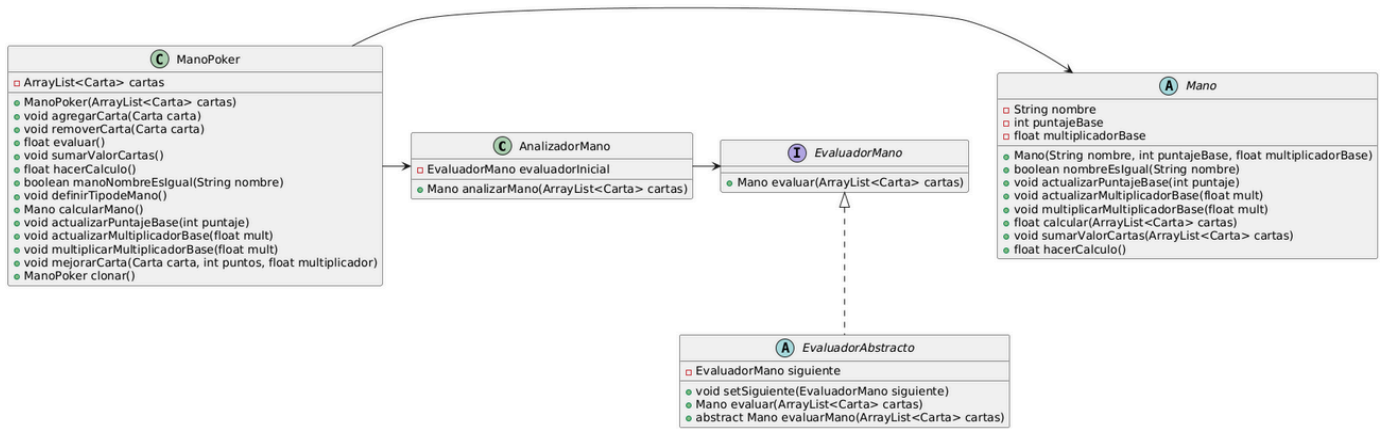 C ManoPoker
ArrayList<Carta> cartas
ManoPoker(ArrayList<Carta> cartas)
void agregarCarta(Carta carta)
void removerCarta(Carta carta)
float evaluar()
void sumarValorCartas()
float hacerCalculo()
boolean manoNombreEsIgual(String nombre)
void definirTipodeMano()
Mano calcularMano()
void actualizarPuntajeBase(int puntaje)
void actualizarMultiplicadorBase(float mult)
void multiplicarMultiplicadorBase(float mult)
void mejorarCarta(Carta carta, int puntos, float multiplicador)
ManoPoker clonar()
C AnalizadorMano
EvaluadorMano evaluadorInicial
Mano analizarMano(ArrayList<Carta> cartas)
I EvaluadorMano
Mano evaluar(ArrayList<Carta> cartas)
A Mano
String nombre
int puntajeBase
float multiplicadorBase
Mano(String nombre, int puntajeBase, float multiplicadorBase)
boolean nombreEsIgual(String nombre)
void actualizarPuntajeBase(int puntaje)
void actualizarMultiplicadorBase(float mult)
void multiplicarMultiplicadorBase(float mult)
float calcular(ArrayList<Carta> cartas)
void sumarValorCartas(ArrayList<Carta> cartas)
float hacerCalculo()
A EvaluadorAbstracto
EvaluadorMano siguiente
void setSiguiente(EvaluadorMano siguiente)
Mano evaluar(ArrayList<Carta> cartas)
abstract Mano evaluarMano(ArrayList<Carta> cartas)